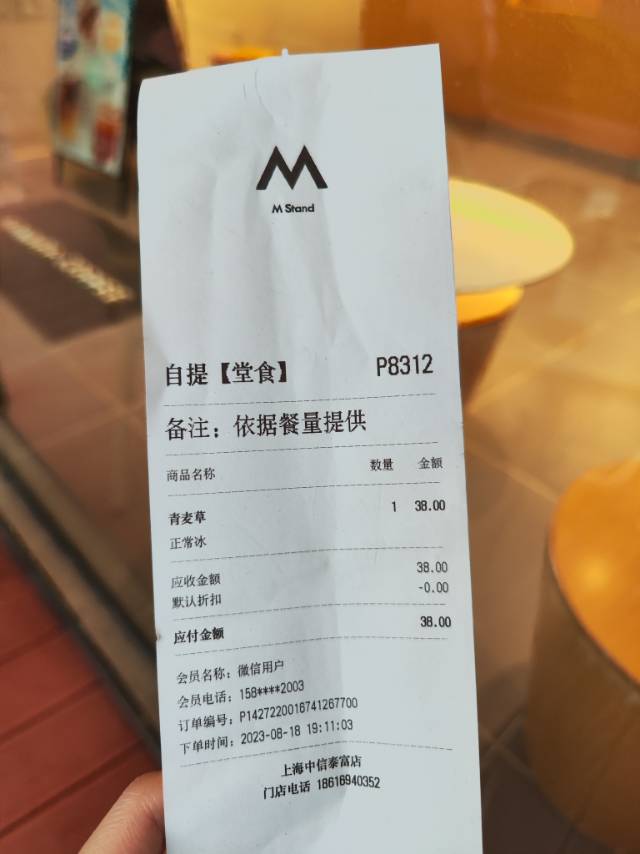 M Stand
自提【堂食】 P8312
备注：依据餐量提供
商品名称 数量 金额
青麦草 1 38.00
正常冰
应收金额 38.00
默认折扣 -0.00
应付金额 38.00
会员名称：微信用户
会员电话：158****2003
订单编号：P1427220016741267700
下单时间：2023-08-18 19:11:03
上海中信泰富店
门店电话 18616940352